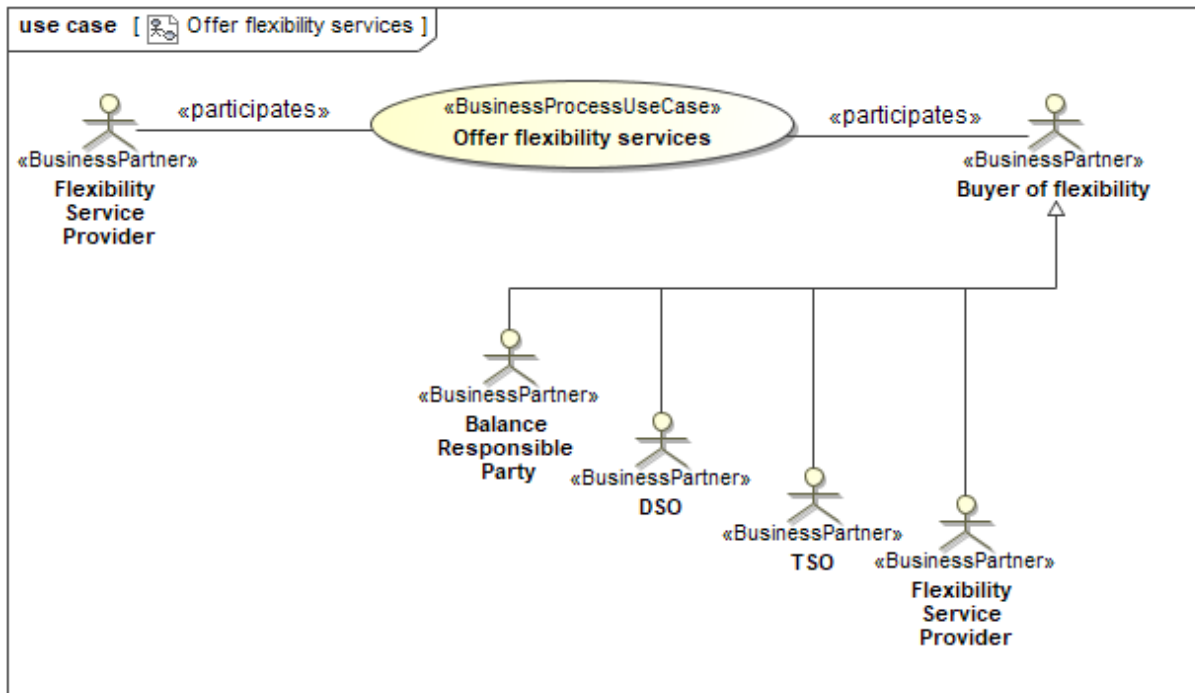 use case [ Offer flexibility services ]
«participates»
«BusinessProcessUseCase»
Offer flexibility services
«participates»
«BusinessPartner»
Flexibility
Service
Provider
«BusinessPartner»
Buyer of flexibility
«BusinessPartner»
Balance
Responsible
Party
«BusinessPartner»
DSO
«BusinessPartner»
TSO
«BusinessPartner»
Flexibility
Service
Provider